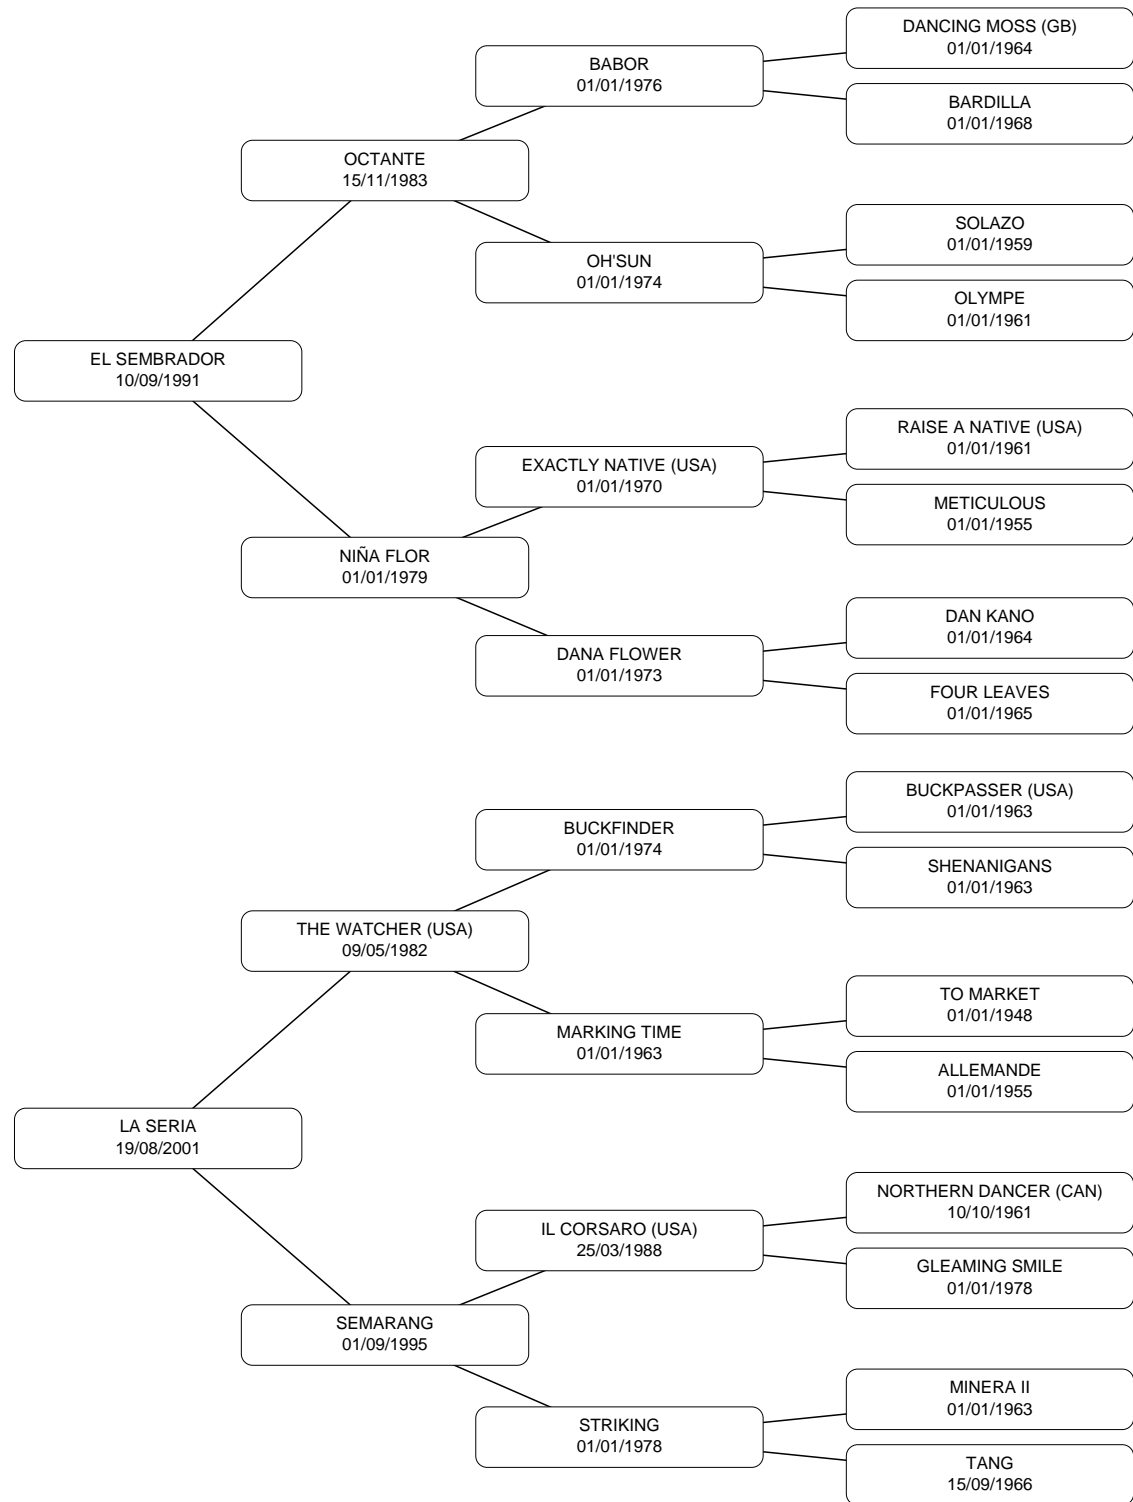 DANCING MOSS (GB)
01/01/1964
BABOR
01/01/1976
BARDILLA
01/01/1968
OCTANTE
15/11/1983
SOLAZO
01/01/1959
OH'SUN
01/01/1974
OLYMPE
01/01/1961
EL SEMBRADOR
10/09/1991
RAISE A NATIVE (USA)
01/01/1961
EXACTLY NATIVE (USA)
01/01/1970
METICULOUS
01/01/1955
NIÑA FLOR
01/01/1979
DAN KANO
01/01/1964
DANA FLOWER
01/01/1973
FOUR LEAVES
01/01/1965
BUCKPASSER (USA)
01/01/1963
BUCKFINDER
01/01/1974
SHENANIGANS
01/01/1963
THE WATCHER (USA)
09/05/1982
TO MARKET
01/01/1948
MARKING TIME
01/01/1963
ALLEMANDE
01/01/1955
LA SERIA
19/08/2001
NORTHERN DANCER (CAN)
10/10/1961
IL CORSARO (USA)
25/03/1988
GLEAMING SMILE
01/01/1978
SEMARANG
01/09/1995
MINERA II
01/01/1963
STRIKING
01/01/1978
TANG
15/09/1966